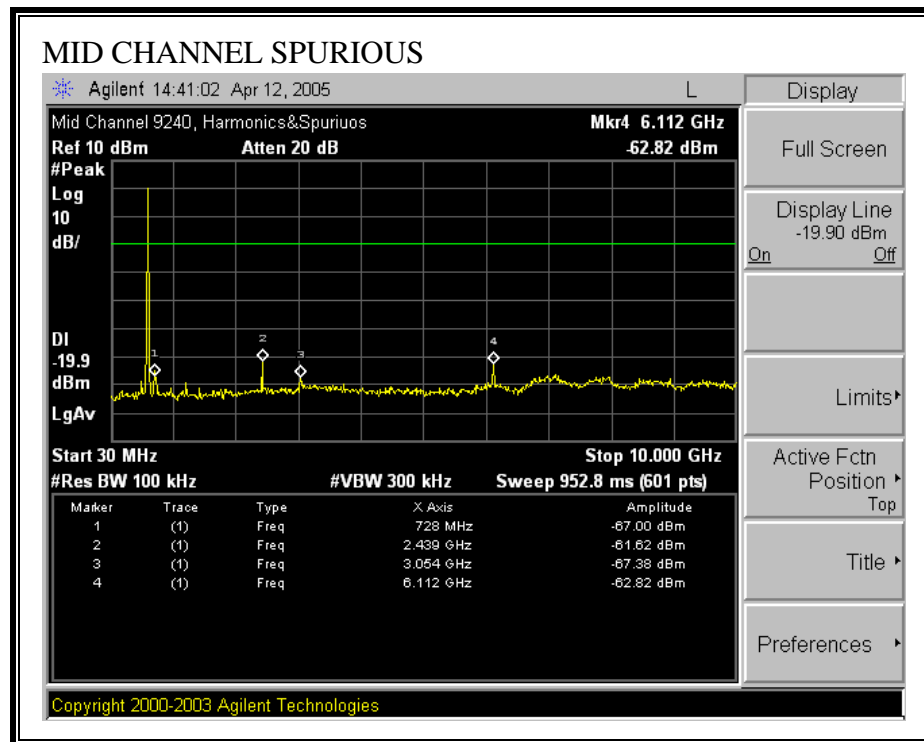 MID CHANNEL SPURIOUS
Agilent 14:41:02 Apr 12, 2005 L
Display
Mid Channel 9240, Harmonics&Spuriuos
Mkr4 6.112 GHz
Ref 10 dBm Atten 20 dB -62.82 dBm
#Peak
Log
10
dB/
DI
-19.9
dBm
LgAv
1 2 3 4
Start 30 MHz Stop 10.000 GHz
#Res BW 100 kHz #VBW 300 kHz Sweep 952.8 ms (601 pts)
Marker Trace Type X Axis Amplitude
1 (1) Freq 728 MHz -67.00 dBm
2 (1) Freq 2.439 GHz -61.62 dBm
3 (1) Freq 3.054 GHz -67.38 dBm
4 (1) Freq 6.112 GHz -62.82 dBm
Full Screen
Display Line
-19.90 dBm
On Off
Limits
Active Fctn
Position
Top
Title
Preferences
Copyright 2000-2003 Agilent Technologies